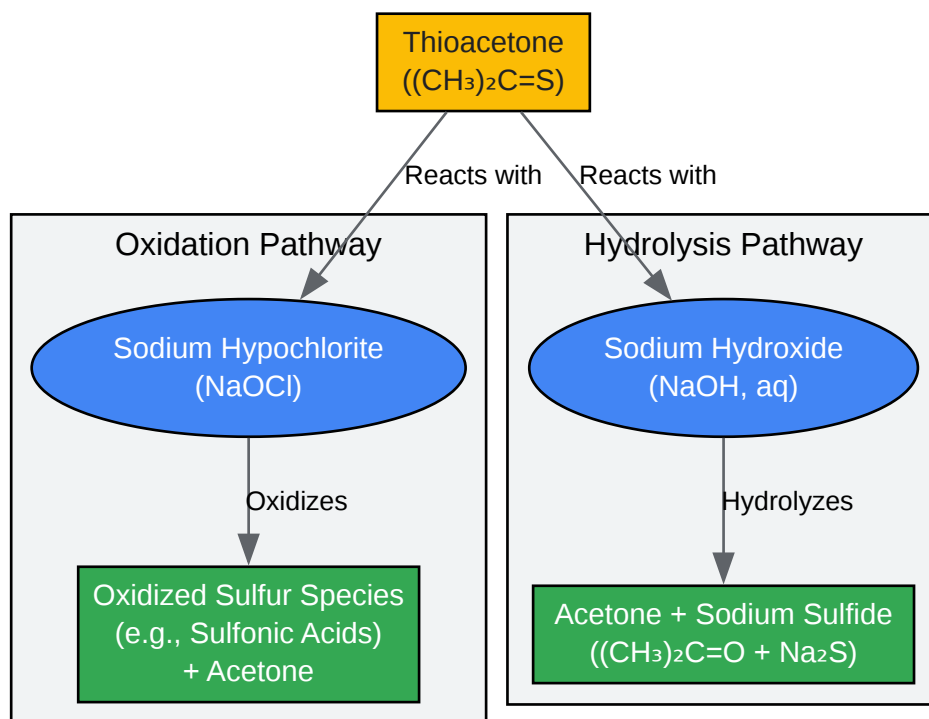 Thioacetone
((CH₃)₂C=S)
Reacts with
Reacts with
Oxidation Pathway
Sodium Hypochlorite
(NaOCl)
Oxidizes
Oxidized Sulfur Species
(e.g., Sulfonic Acids)
+ Acetone
Hydrolysis Pathway
Sodium Hydroxide
(NaOH, aq)
Hydrolyzes
Acetone + Sodium Sulfide
((CH₃)₂C=O + Na₂S)